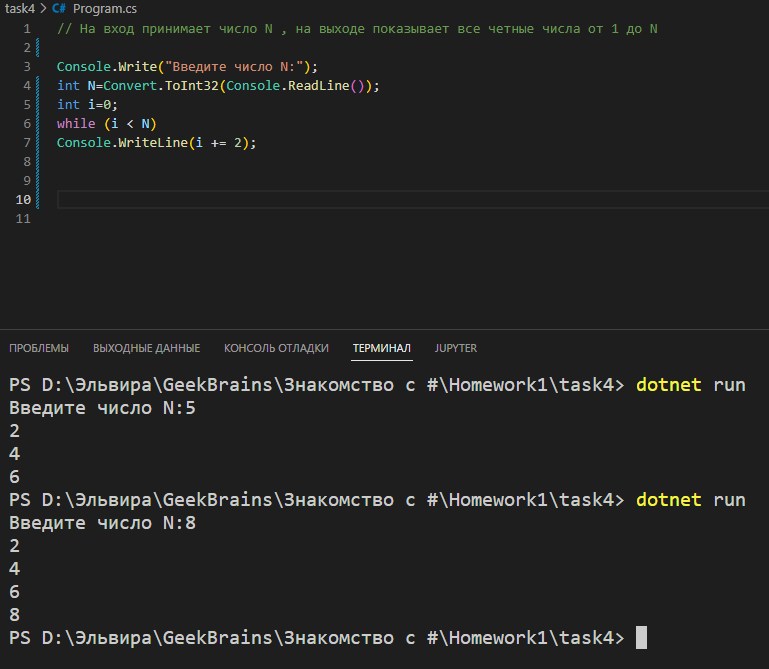 task4 > C# Program.cs
1 // На вход принимает число N , на выходе показывает все четные числа от 1 до N
2
3 Console.Write("Введите число N:");
4 int N=Convert.ToInt32(Console.ReadLine());
5 int i=0;
6 while (i < N)
7 Console.WriteLine(i += 2);
8
9
10
11
ПРОБЛЕМЫ ВЫХОДНЫЕ ДАННЫЕ КОНСОЛЬ ОТЛАДКИ ТЕРМИНАЛ JUPYTER
PS D:\Эльвира\GeekBrains\Знакомство с #\Homework1\task4> dotnet run
Введите число N:5
2
4
6
PS D:\Эльвира\GeekBrains\Знакомство с #\Homework1\task4> dotnet run
Введите число N:8
2
4
6
8
PS D:\Эльвира\GeekBrains\Знакомство с #\Homework1\task4>